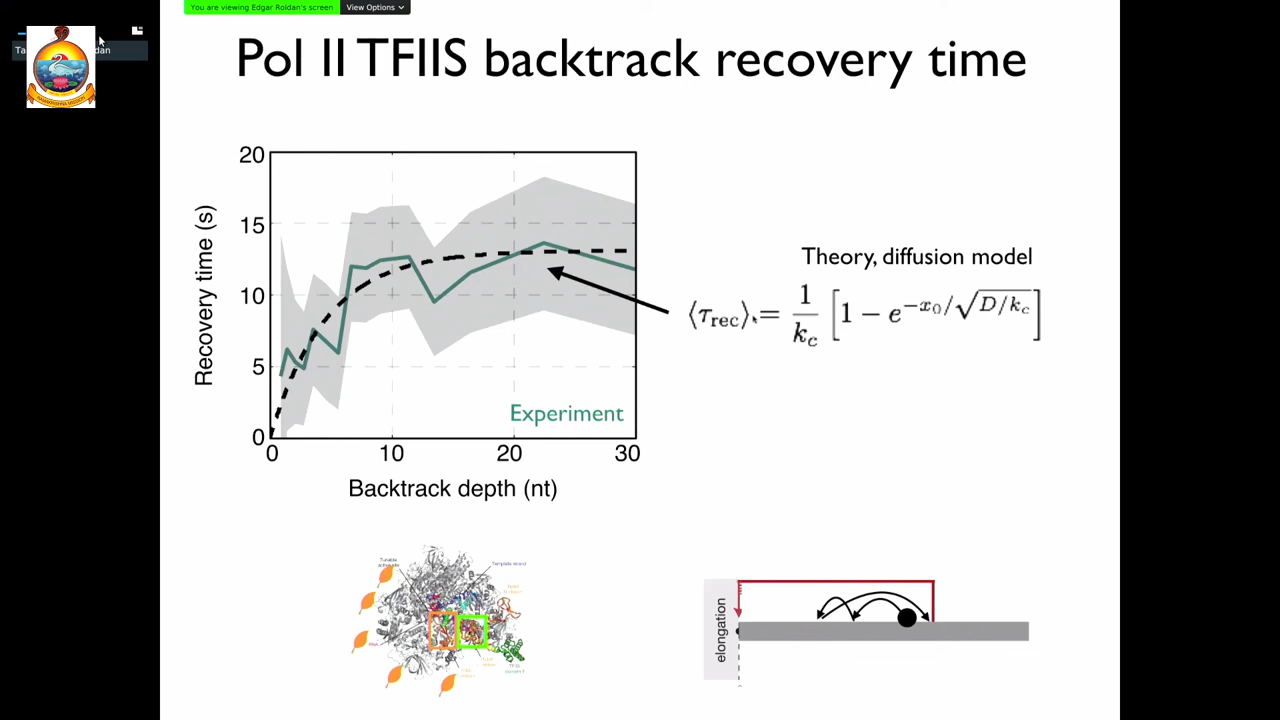 You are viewing Edgar Roldan's screen
View Options
Pol II TFIIS backtrack recovery time
20
15
10
5
0
0 10 20 30
Recovery time (s)
Backtrack depth (nt)
Experiment
Theory, diffusion model
⟨τ_rec⟩ = 1/k_c [1 − e^{−x_0/√(D/k_c)}]
Template strand
elongation